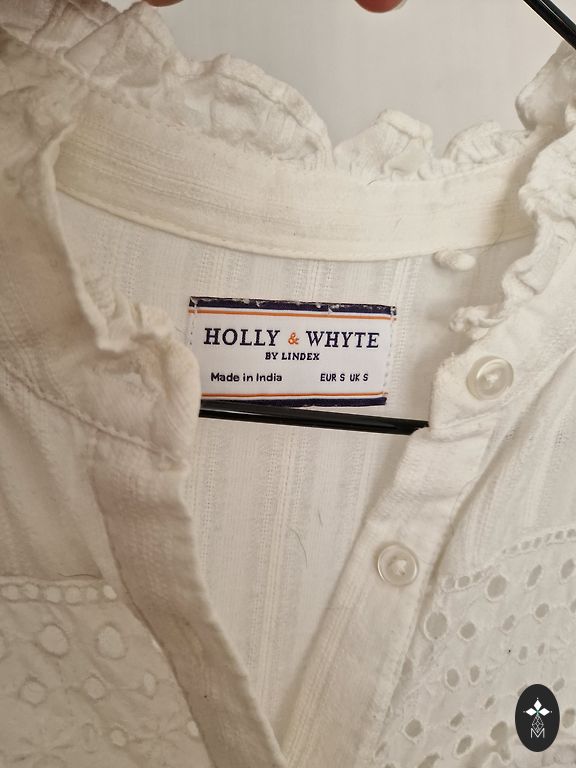 HOLLY & WHYTE
BY LINDEX
Made in India EUR S UK S